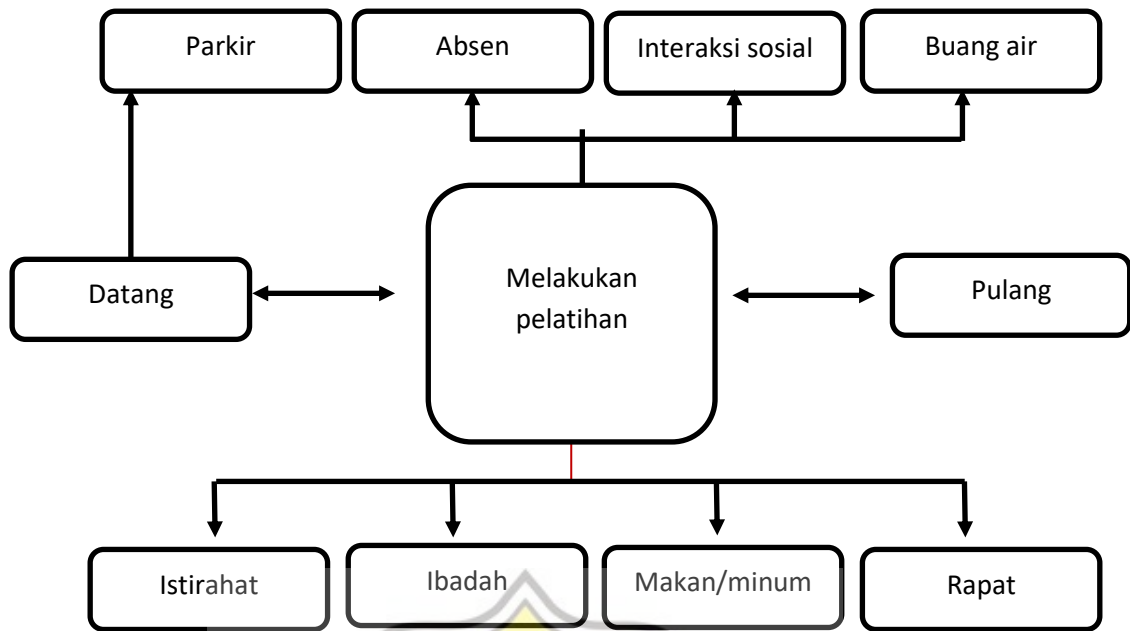 Parkir
Absen
Interaksi sosial
Buang air
Datang
Melakukan
pelatihan
Pulang
Istirahat
Ibadah
Makan/minum
Rapat